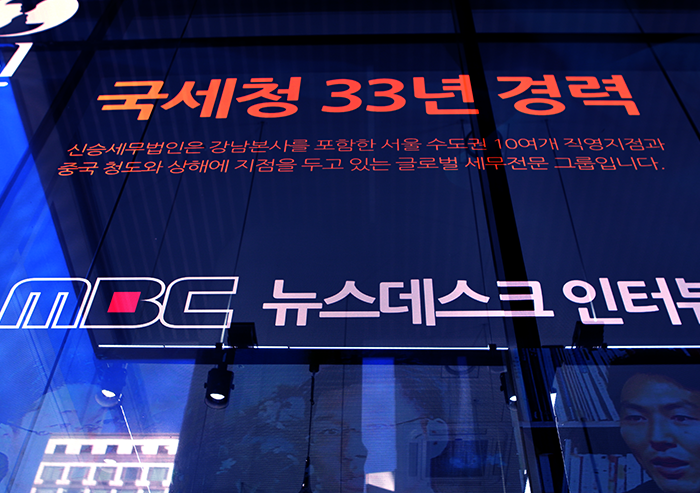 국세청 33년 경력
신승세무법인은 강남본사를 포함한 서울 수도권 10여개 직영지점과
중국 청도와 상해에 지점을 두고 있는 글로벌 세무전문 그룹입니다.
MBC 뉴스데스크 인터뷰